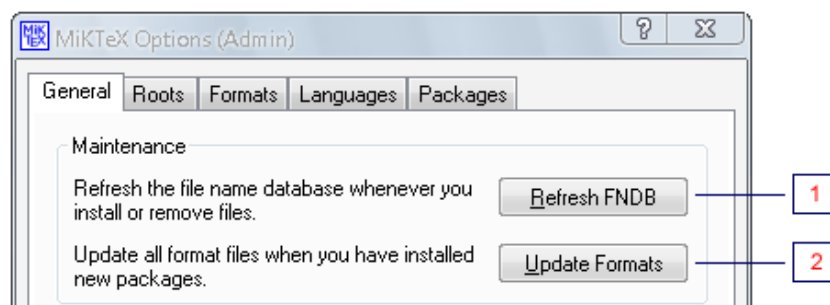 MiKTeX MiKTeX Options (Admin) ?
General Roots Formats Languages Packages
Maintenance
Refresh the file name database whenever you
install or remove files.
Refresh FNDB
1
Update all format files when you have installed
new packages.
Update Formats
2